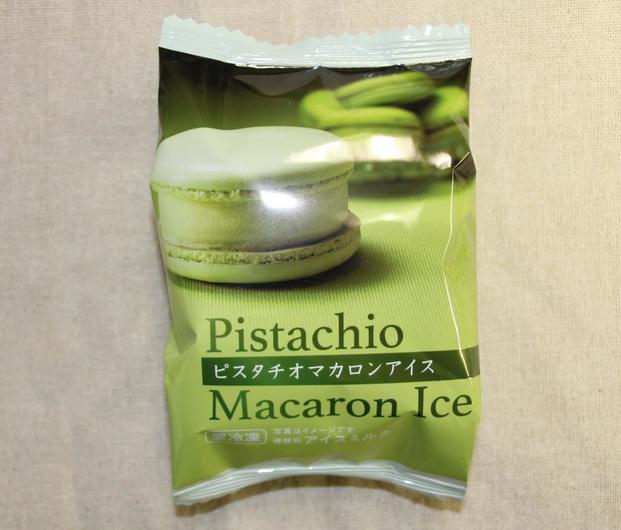 Pistachio
ピスタチオマカロンアイス
Macaron Ice
要冷凍
写真はイメージです
種類別 アイスミルク